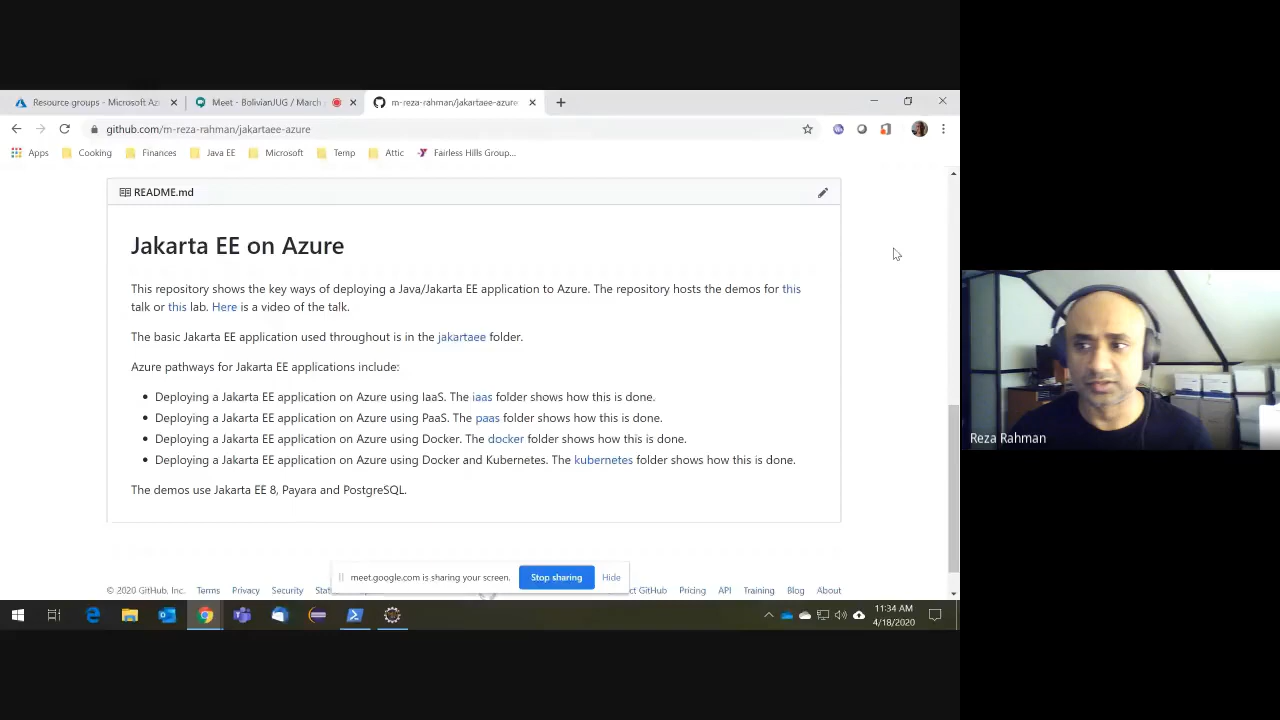 Resource groups - Microsoft Az
Meet - BolivianJUG / March
m-reza-rahman/jakartaee-azure
github.com/m-reza-rahman/jakartaee-azure
Apps Cooking Finances Java EE Microsoft Temp Attic Fairless Hills Group...
README.md
Jakarta EE on Azure
This repository shows the key ways of deploying a Java/Jakarta EE application to Azure. The repository hosts the demos for this
talk or this lab. Here is a video of the talk.
The basic Jakarta EE application used throughout is in the jakartaee folder.
Azure pathways for Jakarta EE applications include:
• Deploying a Jakarta EE application on Azure using IaaS. The iaas folder shows how this is done.
• Deploying a Jakarta EE application on Azure using PaaS. The paas folder shows how this is done.
• Deploying a Jakarta EE application on Azure using Docker. The docker folder shows how this is done.
• Deploying a Jakarta EE application on Azure using Docker and Kubernetes. The kubernetes folder shows how this is done.
The demos use Jakarta EE 8, Payara and PostgreSQL.
Reza Rahman
meet.google.com is sharing your screen. Stop sharing Hide
© 2020 GitHub, Inc. Terms Privacy Security Stat GitHub Pricing API Training Blog About
11:34 AM
4/18/2020